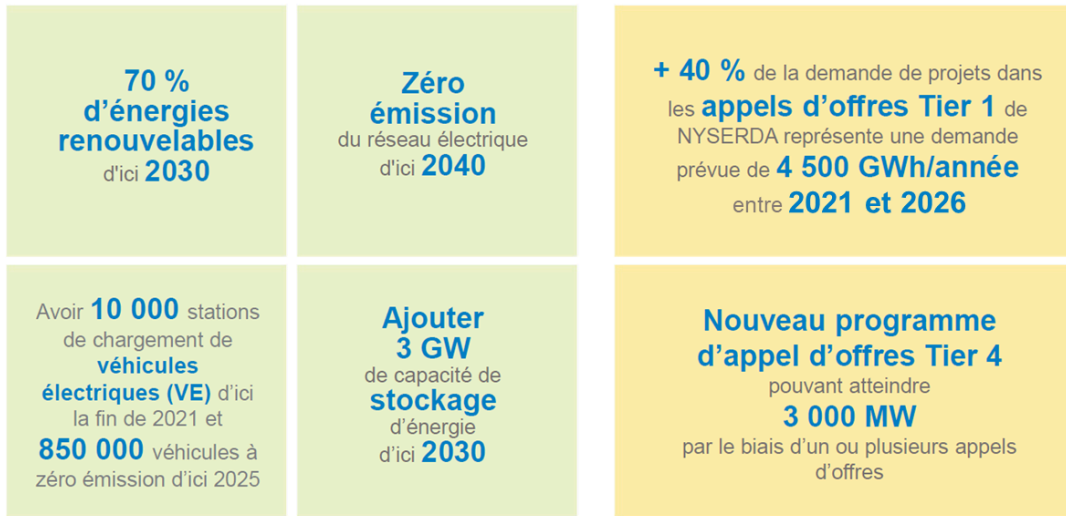 70 %
d’énergies
renouvelables
d'ici 2030
Zéro
émission
du réseau électrique
d'ici 2040
+ 40 % de la demande de projets dans
les appels d’offres Tier 1 de
NYSERDA représente une demande
prévue de 4 500 GWh/année
entre 2021 et 2026
Avoir 10 000 stations
de chargement de
véhicules
électriques (VE) d’ici
la fin de 2021 et
850 000 véhicules à
zéro émission d’ici 2025
Ajouter
3 GW
de capacité de
stockage
d’énergie
d’ici 2030
Nouveau programme
d’appel d’offres Tier 4
pouvant atteindre
3 000 MW
par le biais d’un ou plusieurs appels
d’offres